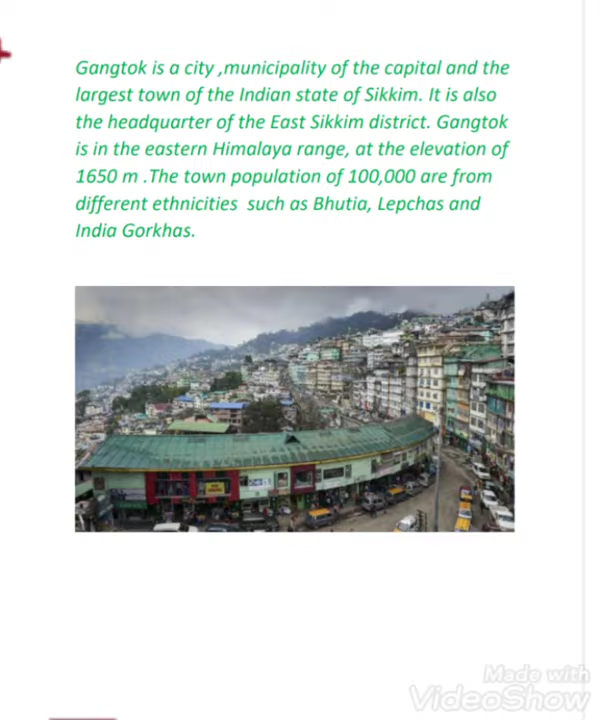 Gangtok is a city ,municipality of the capital and the
largest town of the Indian state of Sikkim. It is also
the headquarter of the East Sikkim district. Gangtok
is in the eastern Himalaya range, at the elevation of
1650 m .The town population of 100,000 are from
different ethnicities such as Bhutia, Lepchas and
India Gorkhas.
Made with
VideoShow